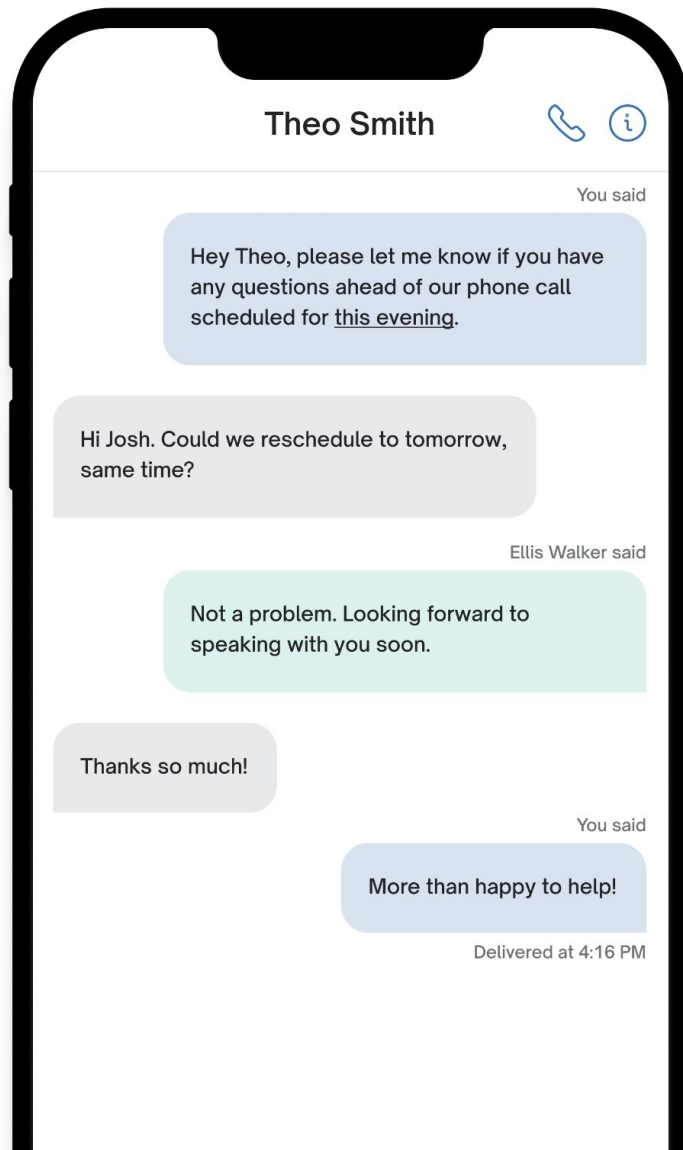 Theo Smith
You said
Hey Theo, please let me know if you have
any questions ahead of our phone call
scheduled for this evening.
Hi Josh. Could we reschedule to tomorrow,
same time?
Ellis Walker said
Not a problem. Looking forward to
speaking with you soon.
Thanks so much!
You said
More than happy to help!
Delivered at 4:16 PM